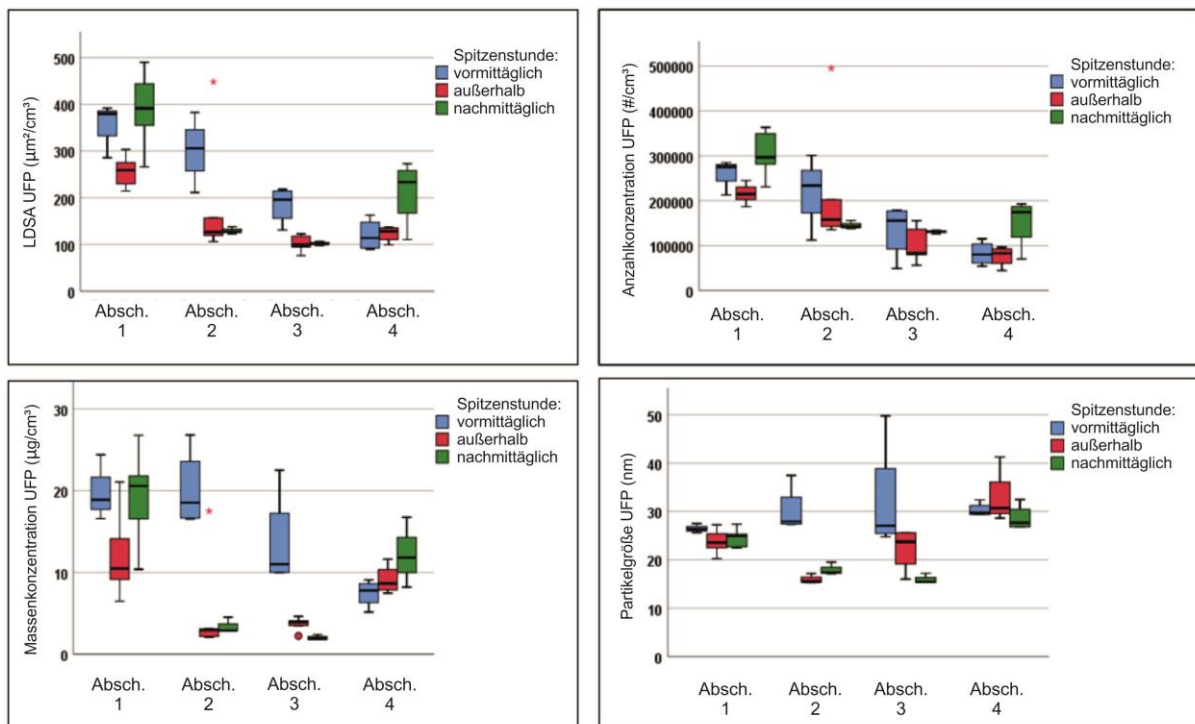 LDSA UFP (µm²/cm³)
500
400
300
200
100
0
Absch.
1
Absch.
2
Absch.
3
Absch.
4
Spitzenstunde:
vormittäglich
außerhalb
nachmittäglich
Anzahlkonzentration UFP (#/cm³)
500000
400000
300000
200000
100000
0
Absch.
1
Absch.
2
Absch.
3
Absch.
4
Spitzenstunde:
vormittäglich
außerhalb
nachmittäglich
Massenkonzentration UFP (µg/cm³)
30
20
10
0
Absch.
1
Absch.
2
Absch.
3
Absch.
4
Spitzenstunde:
vormittäglich
außerhalb
nachmittäglich
Partikelgröße UFP (nm)
50
40
30
20
10
0
Absch.
1
Absch.
2
Absch.
3
Absch.
4
Spitzenstunde:
vormittäglich
außerhalb
nachmittäglich